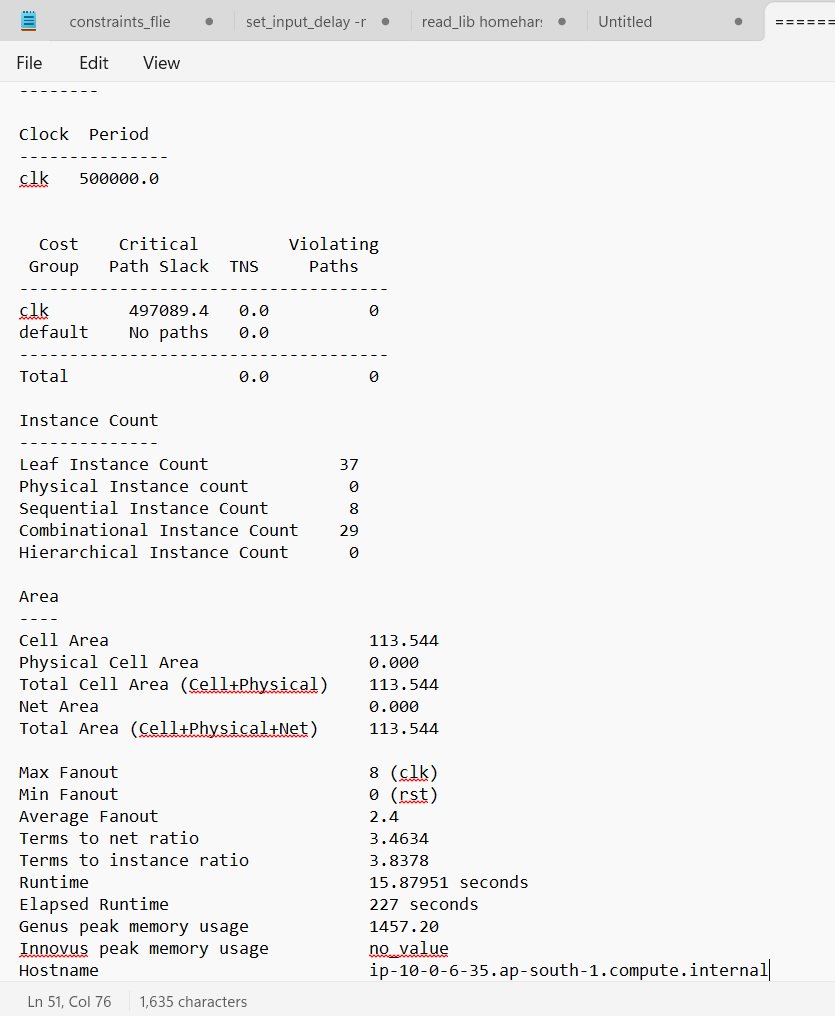 constraints_flie ● set_input_delay -r ● read_lib homehar: ● Untitled ● ======
File Edit View
--------
Clock  Period
---------------
clk   500000.0
  Cost    Critical         Violating
 Group   Path Slack  TNS     Paths
-------------------------------------
clk        497089.4   0.0          0
default    No paths   0.0
-------------------------------------
Total                 0.0          0
Instance Count
--------------
Leaf Instance Count             37
Physical Instance count          0
Sequential Instance Count        8
Combinational Instance Count    29
Hierarchical Instance Count      0
Area
----
Cell Area                          113.544
Physical Cell Area                 0.000
Total Cell Area (Cell+Physical)    113.544
Net Area                           0.000
Total Area (Cell+Physical+Net)     113.544
Max Fanout                         8 (clk)
Min Fanout                         0 (rst)
Average Fanout                     2.4
Terms to net ratio                 3.4634
Terms to instance ratio            3.8378
Runtime                            15.87951 seconds
Elapsed Runtime                    227 seconds
Genus peak memory usage            1457.20
Innovus peak memory usage          no_value
Hostname                           ip-10-0-6-35.ap-south-1.compute.internal
Ln 51, Col 76 1,635 characters